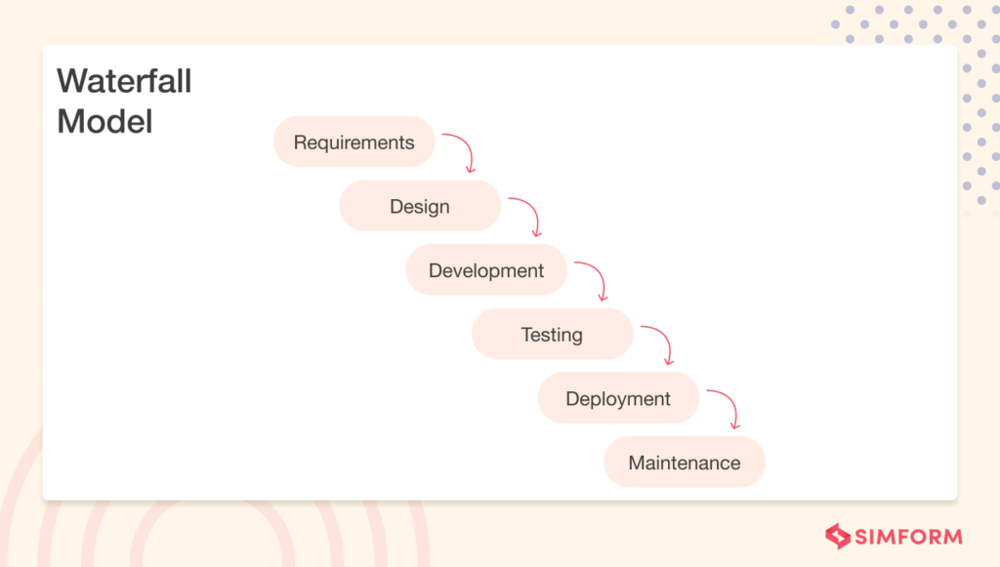 Waterfall
Model
Requirements
Design
Development
Testing
Deployment
Maintenance
SIMFORM